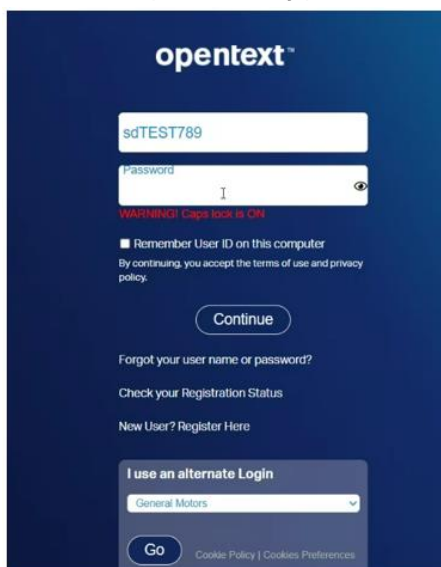 opentext™
sdTEST789
Password
WARNING! Caps lock is ON
Remember User ID on this computer
By continuing, you accept the terms of use and privacy
policy.
Continue
Forgot your user name or password?
Check your Registration Status
New User? Register Here
I use an alternate Login
General Motors
Go
Cookie Policy | Cookies Preferences